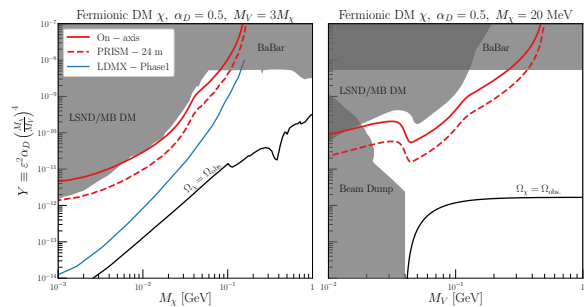 Fermionic DM χ, α_D = 0.5, M_V = 3M_χ
Fermionic DM χ, α_D = 0.5, M_χ = 20 MeV
On − axis
PRISM − 24 m
LDMX − Phase1
BaBar
LSND/MB DM
Ω_χ = Ω_obs.
BaBar
LSND/MB DM
Beam Dump
Ω_χ = Ω_obs.
Y ≡ ε²α_D (M_χ/M_V)⁴
10⁻⁷
10⁻⁸
10⁻⁹
10⁻¹⁰
10⁻¹¹
10⁻¹²
10⁻¹³
10⁻¹⁴
10⁻³
10⁻²
10⁻¹
1
M_χ [GeV]
10⁻²
10⁻¹
1
M_V [GeV]